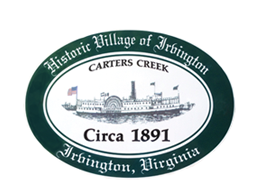 Historic Village of Irvington
CARTERS CREEK
Circa 1891
Irvington, Virginia